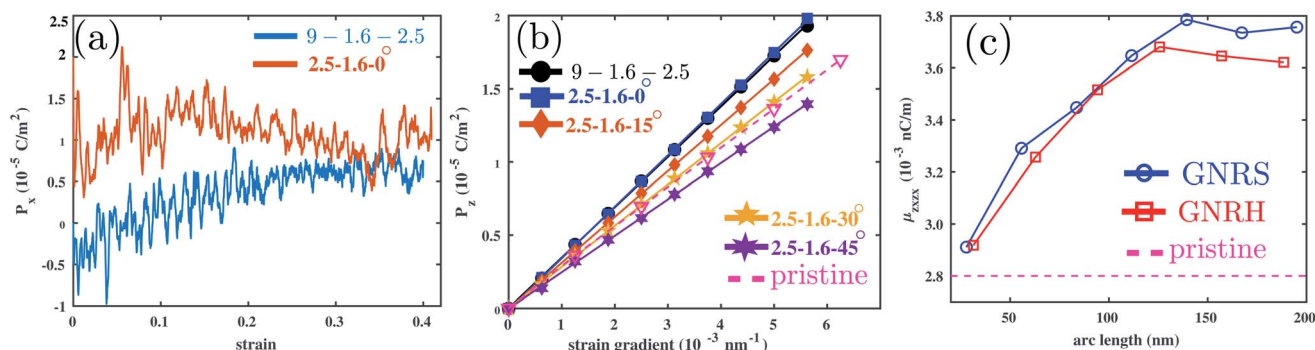 (a)
9 − 1.6 − 2.5
2.5-1.6-0°
2.5
2
1.5
1
0.5
0
-0.5
-1
P_x (10^-5 C/m^2)
0 0.1 0.2 0.3 0.4
strain
(b)
9 − 1.6 − 2.5
2.5-1.6-0°
2.5-1.6-15°
2.5-1.6-30°
2.5-1.6-45°
pristine
2
1.5
1
0.5
0
P_z (10^-5 C/m^2)
0 1 2 3 4 5 6
strain gradient (10^-3 nm^-1)
(c)
GNRS
GNRH
pristine
3.8
3.6
3.4
3.2
3.0
2.8
μ_zxzx (10^-3 nC/m)
50 100 150 200
arc length (nm)